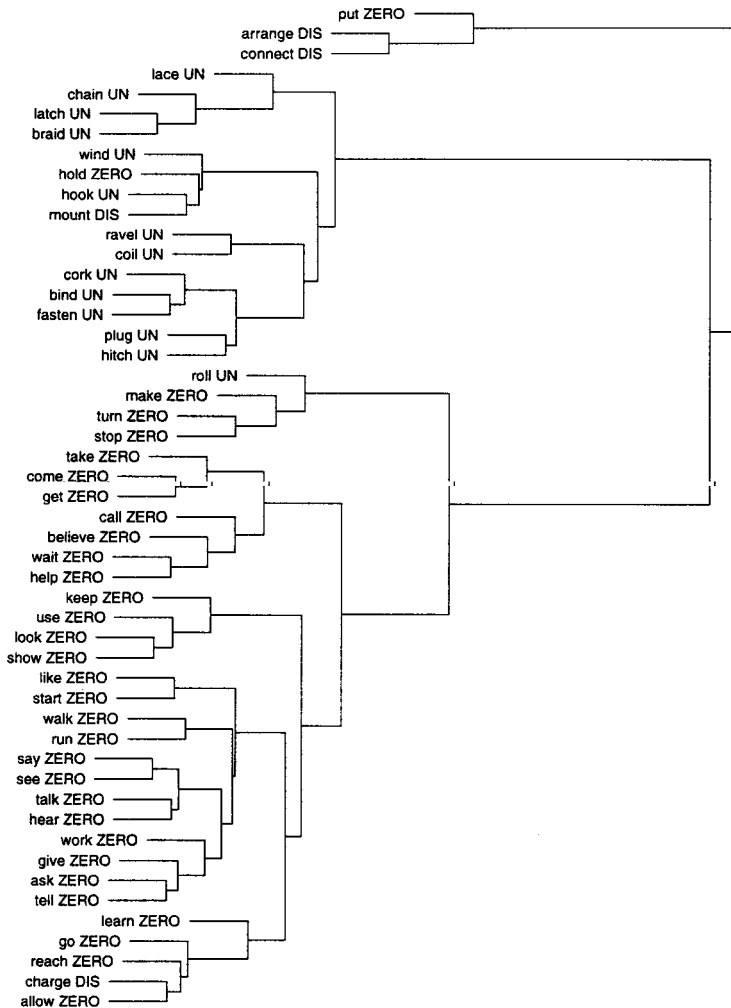 put ZERO
arrange DIS
connect DIS
lace UN
chain UN
latch UN
braid UN
wind UN
hold ZERO
hook UN
mount DIS
ravel UN
coil UN
cork UN
bind UN
fasten UN
plug UN
hitch UN
roll UN
make ZERO
turn ZERO
stop ZERO
take ZERO
come ZERO
get ZERO
call ZERO
believe ZERO
wait ZERO
help ZERO
keep ZERO
use ZERO
look ZERO
show ZERO
like ZERO
start ZERO
walk ZERO
run ZERO
say ZERO
see ZERO
talk ZERO
hear ZERO
work ZERO
give ZERO
ask ZERO
tell ZERO
learn ZERO
go ZERO
reach ZERO
charge DIS
allow ZERO